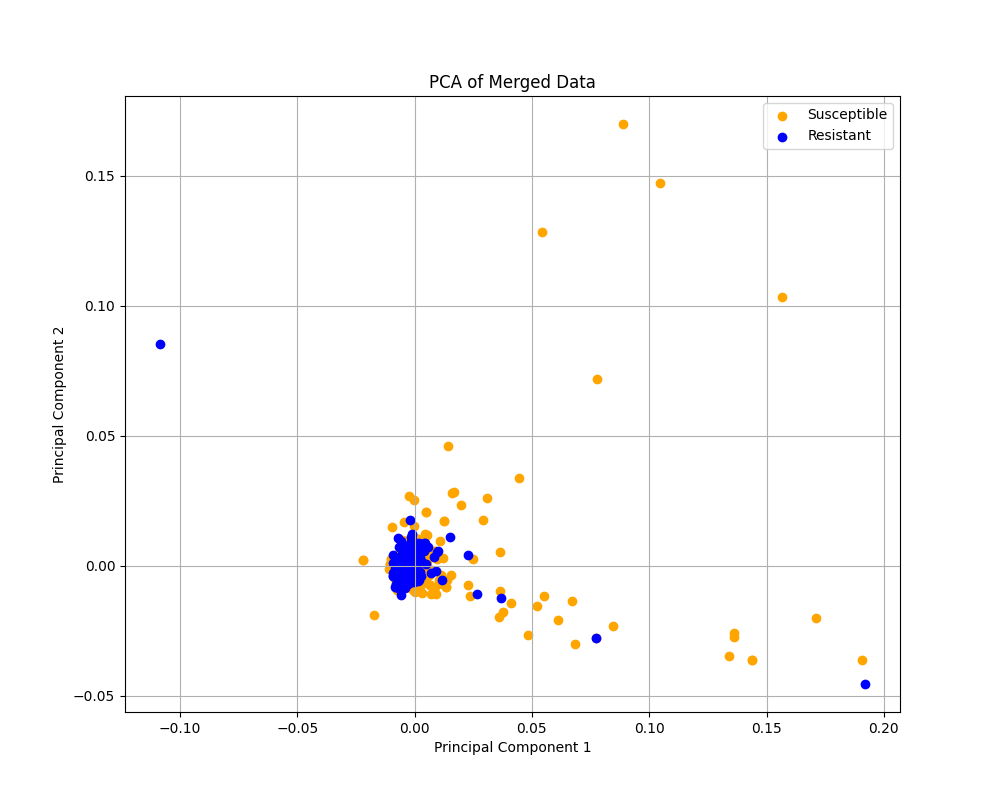 PCA of Merged Data
Susceptible
Resistant
Principal Component 2
0.15
0.10
0.05
0.00
−0.05
−0.10
−0.05
0.00
0.05
0.10
0.15
0.20
Principal Component 1